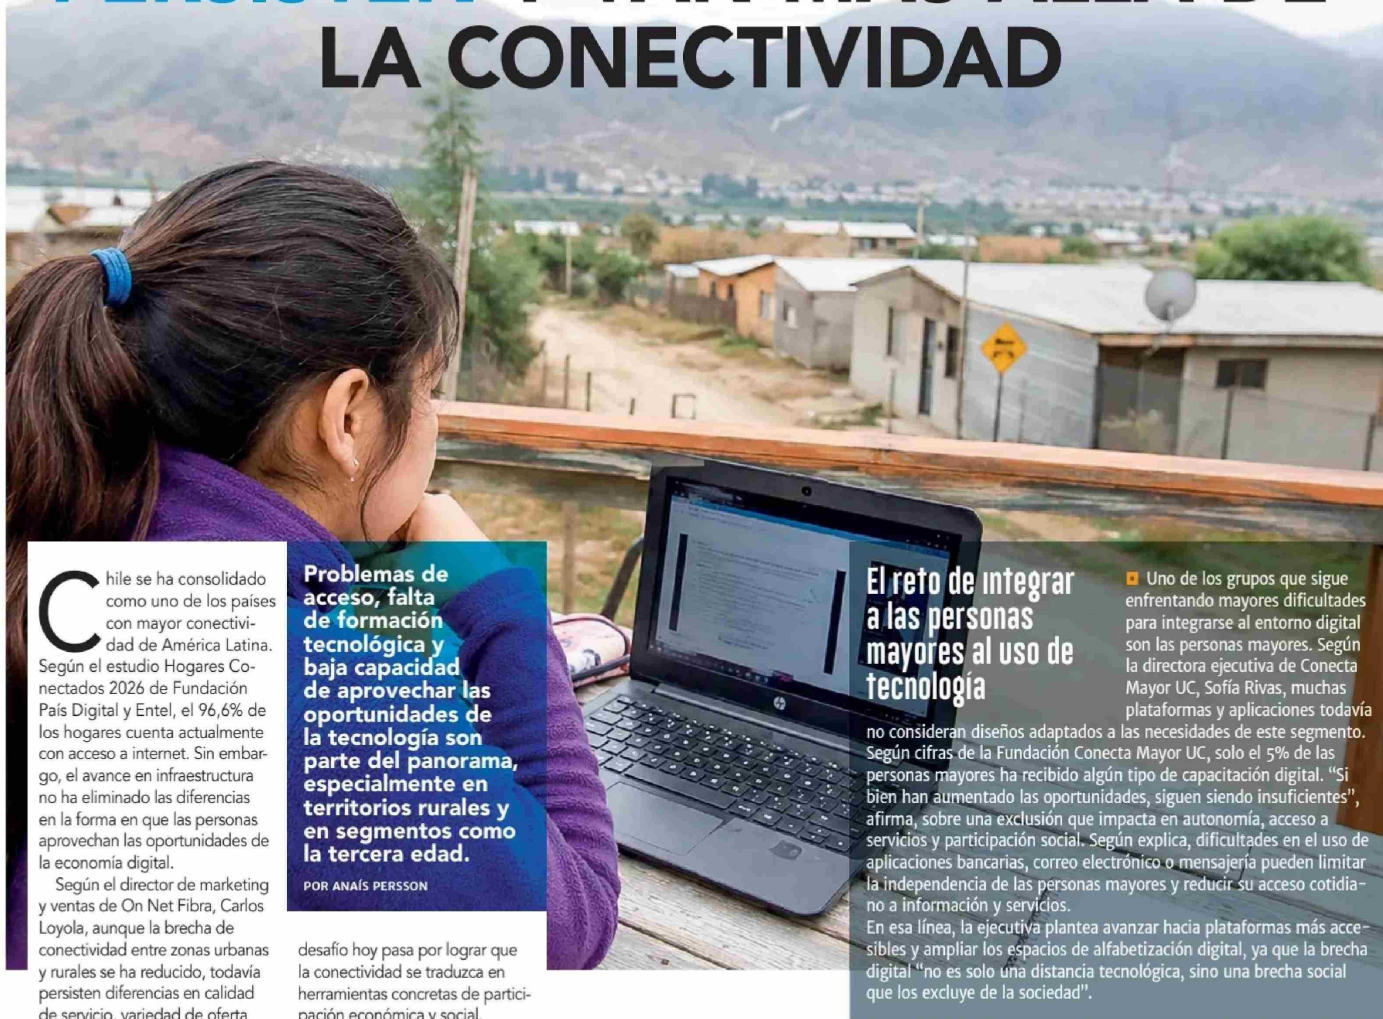 PERSISTEN Y VAN MÁS ALLÁ DE
LA CONECTIVIDAD
Chile se ha consolidado
como uno de los países
con mayor conectivi-
dad de América Latina.
Según el estudio Hogares Co-
nectados 2026 de Fundación
País Digital y Entel, el 96,6% de
los hogares cuenta actualmente
con acceso a internet. Sin embar-
go, el avance en infraestructura
no ha eliminado las diferencias
en la forma en que las personas
aprovechan las oportunidades de
la economía digital.
Según el director de marketing
y ventas de On Net Fibra, Carlos
Loyola, aunque la brecha de
conectividad entre zonas urbanas
y rurales se ha reducido, todavía
persisten diferencias en calidad
de servicio, variedad de oferta
Problemas de
acceso, falta
de formación
tecnológica y
baja capacidad
de aprovechar las
oportunidades de
la tecnología son
parte del panorama,
especialmente en
territorios rurales y
en segmentos como
la tercera edad.
POR ANAÍS PERSSON
desafío hoy pasa por lograr que
la conectividad se traduzca en
herramientas concretas de partici-
pación económica y social.
El reto de integrar
a las personas
mayores al uso de
tecnología
Uno de los grupos que sigue
enfrentando mayores dificultades
para integrarse al entorno digital
son las personas mayores. Según
la directora ejecutiva de Conecta
Mayor UC, Sofía Rivas, muchas
plataformas y aplicaciones todavía
no consideran diseños adaptados a las necesidades de este segmento.
Según cifras de la Fundación Conecta Mayor UC, solo el 5% de las
personas mayores ha recibido algún tipo de capacitación digital. “Si
bien han aumentado las oportunidades, siguen siendo insuficientes”,
afirma, sobre una exclusión que impacta en autonomía, acceso a
servicios y participación social. Según explica, dificultades en el uso de
aplicaciones bancarias, correo electrónico o mensajería pueden limitar
la independencia de las personas mayores y reducir su acceso cotidia-
no a información y servicios.
En esa línea, la ejecutiva plantea avanzar hacia plataformas más acce-
sibles y ampliar los espacios de alfabetización digital, ya que la brecha
digital “no es solo una distancia tecnológica, sino una brecha social
que los excluye de la sociedad”.
hp